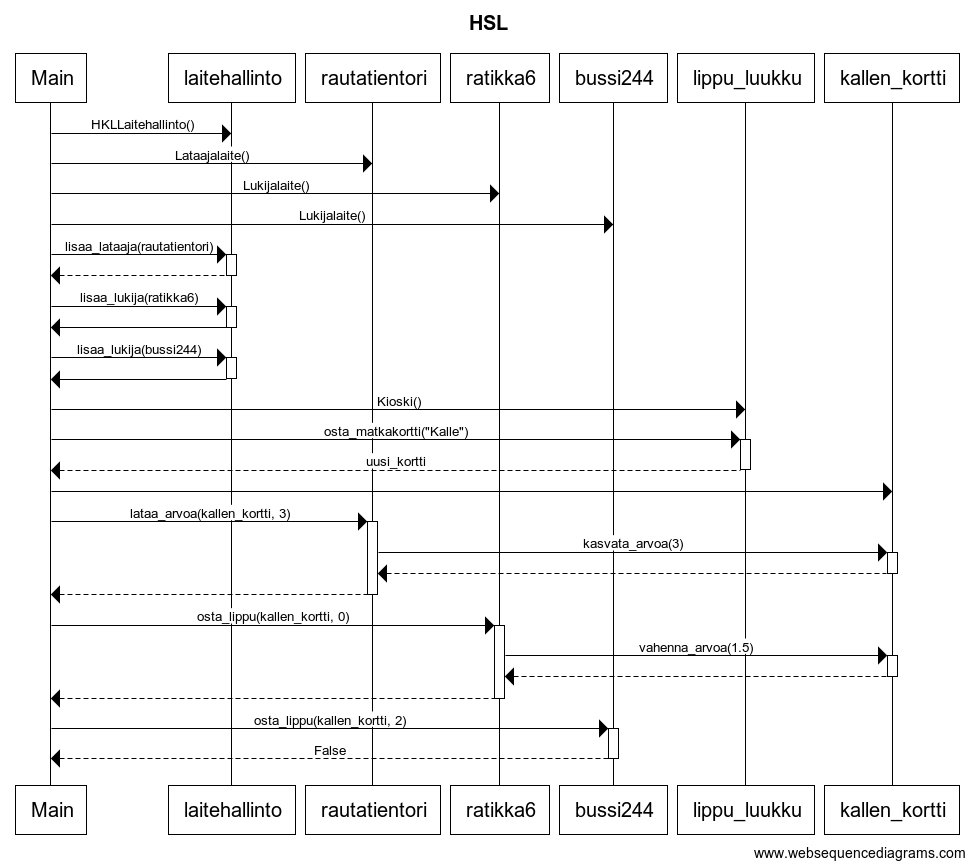 HSL
Main laitehallinto rautatientori ratikka6 bussi244 lippu_luukku kallen_kortti
HKLLaitehallinto()
Lataajalaite()
Lukijalaite()
Lukijalaite()
lisaa_lataaja(rautatientori)
lisaa_lukija(ratikka6)
lisaa_lukija(bussi244)
Kioski()
osta_matkakortti("Kalle")
uusi_kortti
lataa_arvoa(kallen_kortti, 3)
kasvata_arvoa(3)
osta_lippu(kallen_kortti, 0)
vahenna_arvoa(1.5)
osta_lippu(kallen_kortti, 2)
False
Main laitehallinto rautatientori ratikka6 bussi244 lippu_luukku kallen_kortti
www.websequencediagrams.com